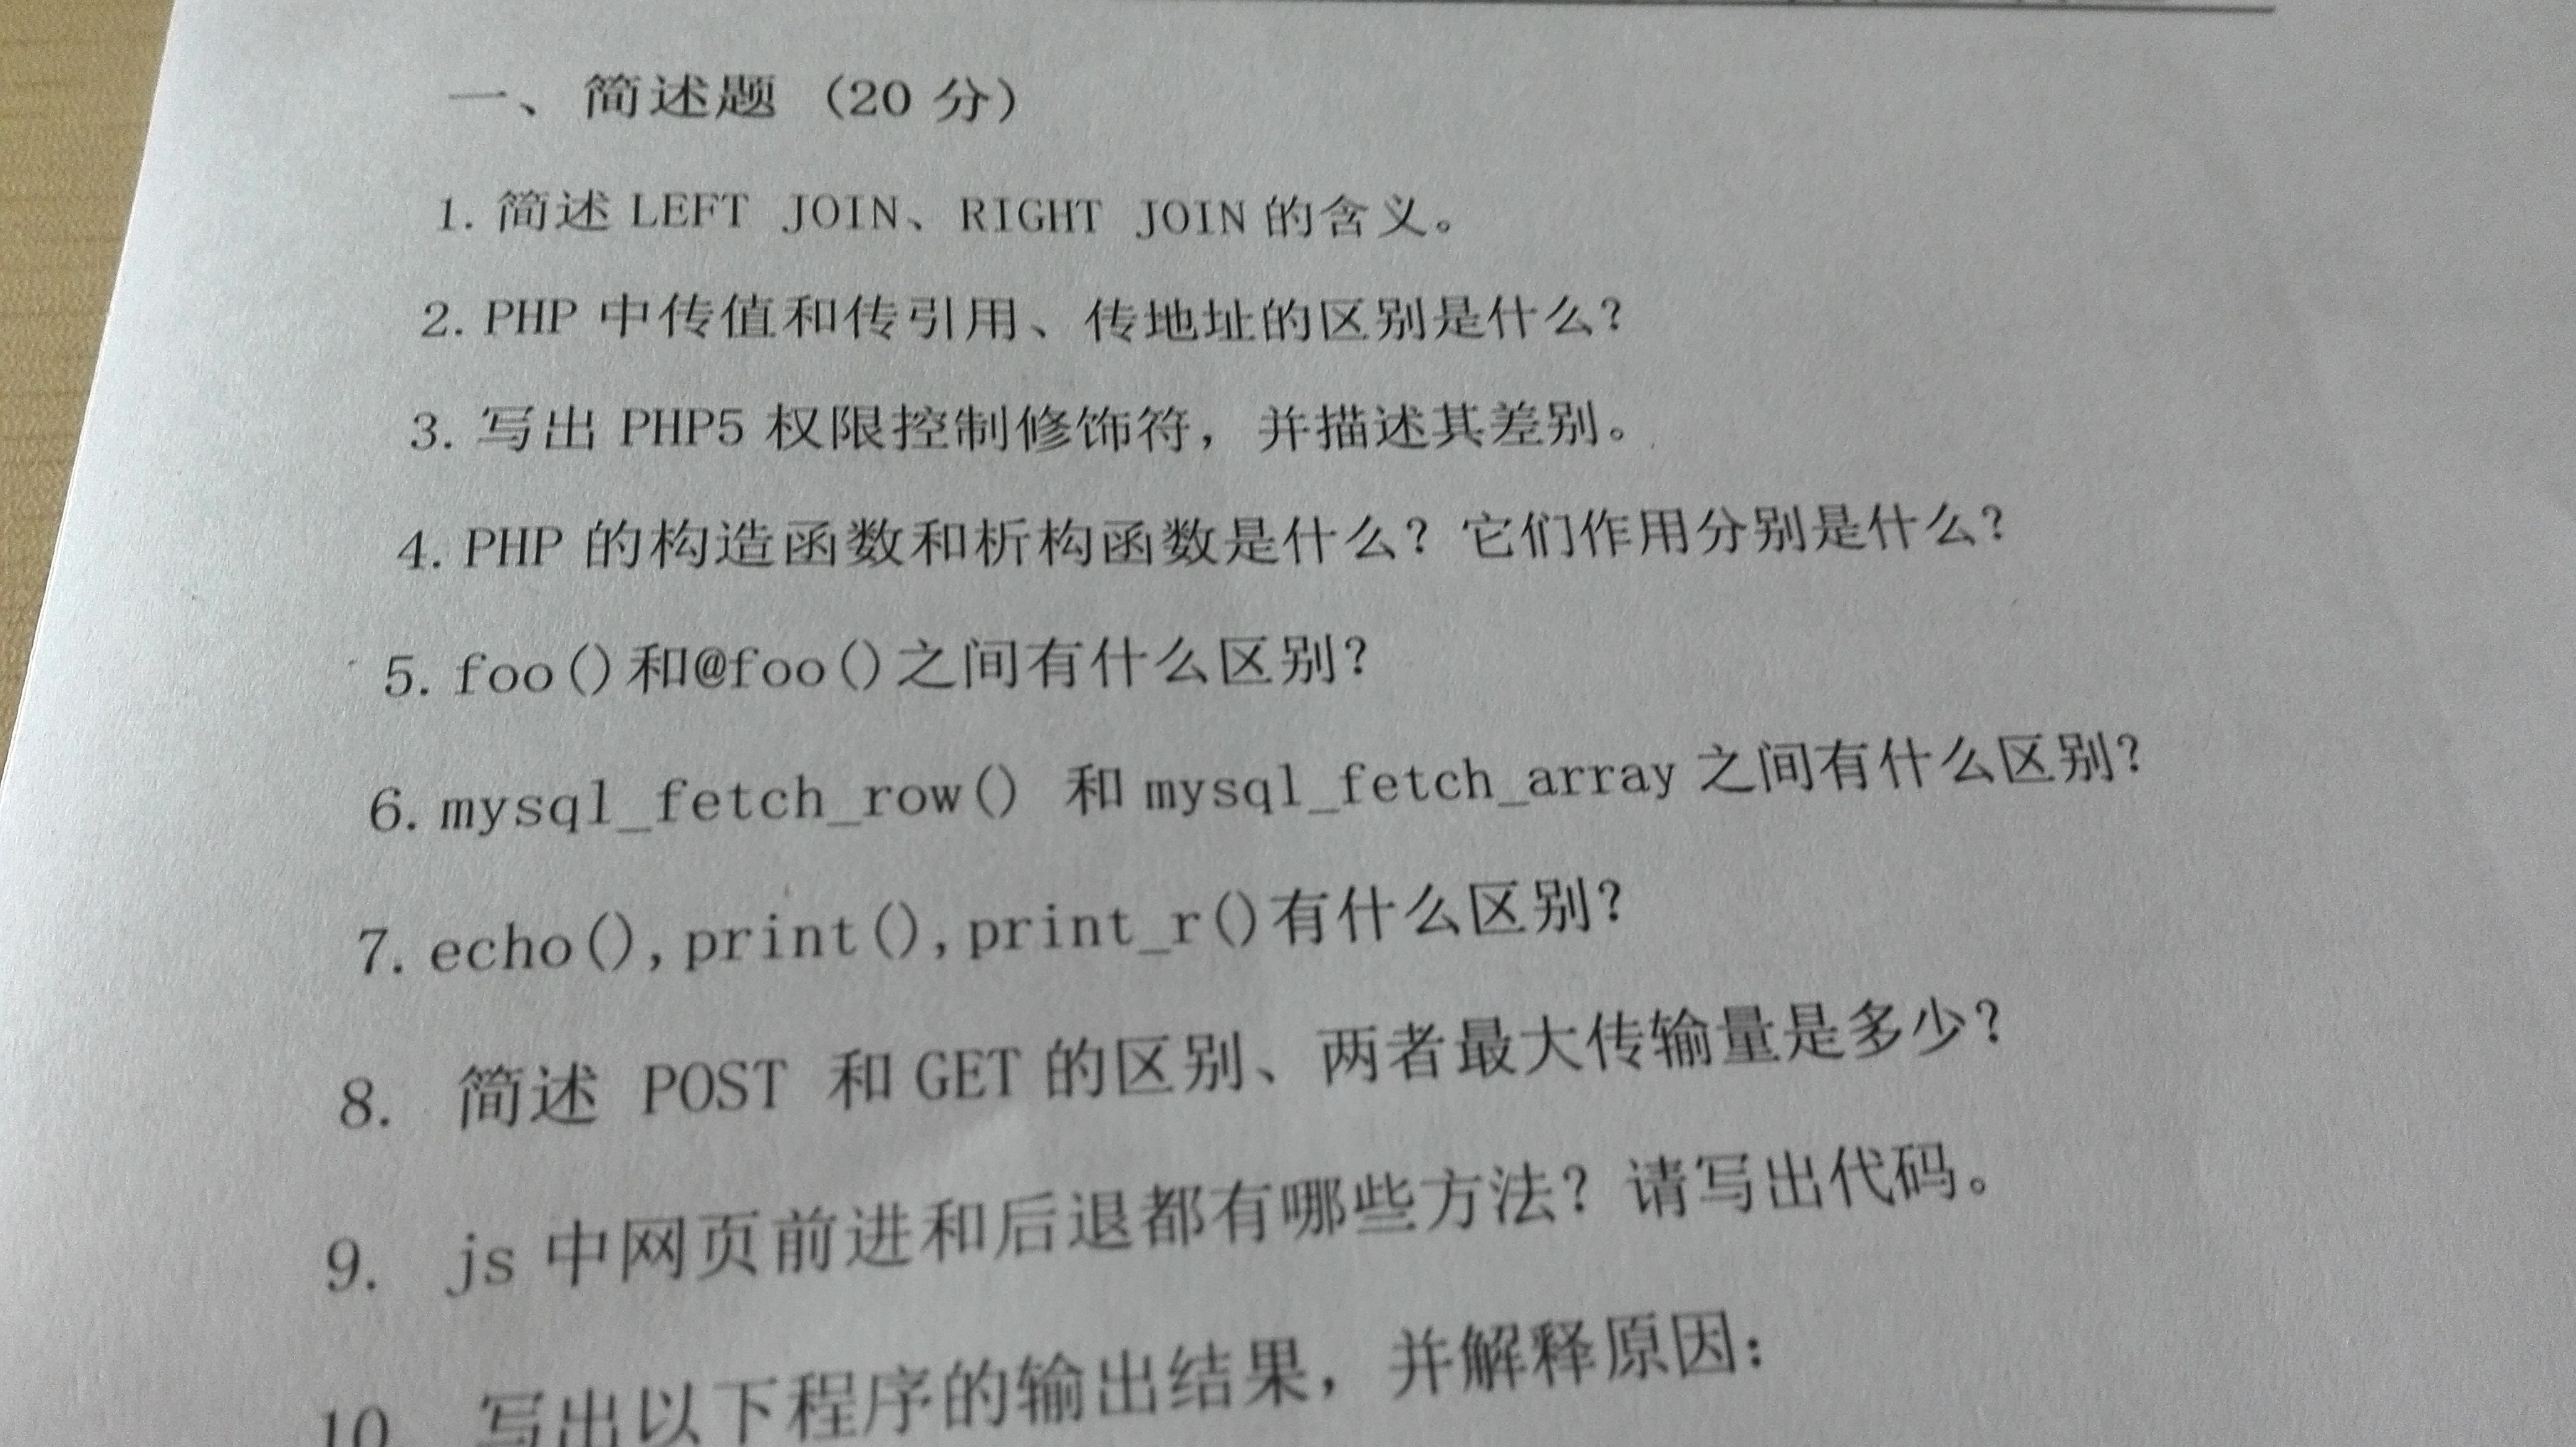 一、简述题（20 分）
1. 简述 LEFT JOIN、RIGHT JOIN 的含义。
2. PHP 中传值和传引用、传地址的区别是什么？
3. 写出 PHP5 权限控制修饰符，并描述其差别。
4. PHP 的构造函数和析构函数是什么？它们作用分别是什么？
5. foo()和@foo()之间有什么区别？
6. mysql_fetch_row() 和 mysql_fetch_array 之间有什么区别？
7. echo(),print(),print_r()有什么区别？
8. 简述 POST 和 GET 的区别、两者最大传输量是多少？
9. js 中网页前进和后退都有哪些方法？请写出代码。
10 写出以下程序的输出结果，并解释原因：